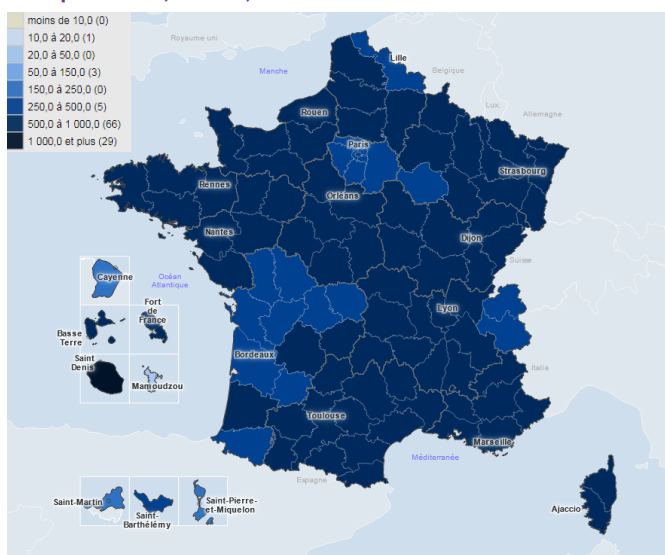 moins de 10,0 (0)
10,0 à 20,0 (1)
20,0 à 50,0 (0)
50,0 à 150,0 (3)
150,0 à 250,0 (0)
250,0 à 500,0 (5)
500,0 à 1 000,0 (66)
1 000,0 et plus (29)
Royaume uni
Manche
Lille
Belgique
Lux.
Allemagne
Rouen
Paris
Strasbourg
Rennes
Orléans
Nantes
Dijon
Suisse
Océan
Atlantique
Cayenne
Lyon
Fort
de
France
Basse
Terre
Bordeaux
Saint
Denis
Mamoudzou
Italie
Toulouse
Marseille
Méditerranée
Espagne
Saint-Martin
Saint-
Barthélémy
Saint-Pierre-
et-Miquelon
Ajaccio